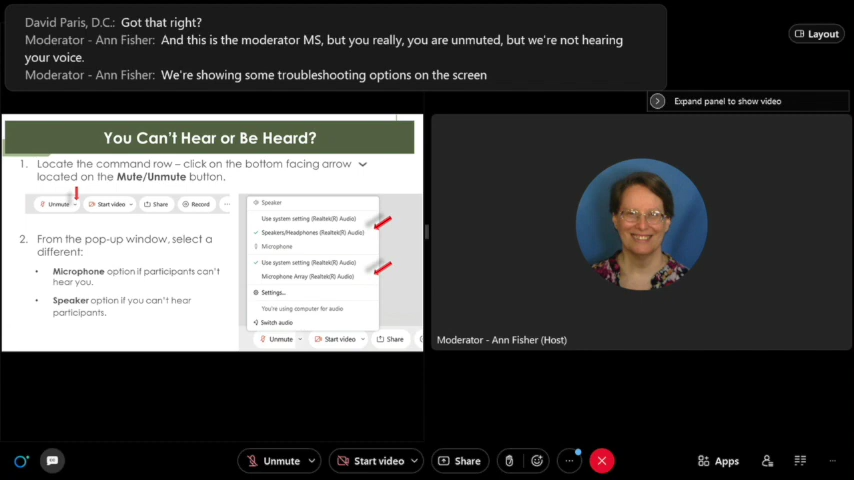 David Paris, D.C.: Got that right?
Moderator - Ann Fisher: And this is the moderator MS, but you really, you are unmuted, but we're not hearing
your voice.
Moderator - Ann Fisher: We're showing some troubleshooting options on the screen
Layout
Expand panel to show video
You Can't Hear or Be Heard?
1. Locate the command row – click on the bottom facing arrow
located on the Mute/Unmute button.
Unmute Start video Share Record
2. From the pop-up window, select a
different:
• Microphone option if participants can't
hear you.
• Speaker option if you can't hear
participants.
Speaker
Use system setting (Realtek(R) Audio)
Speakers/Headphones (Realtek(R) Audio)
Microphone
Use system setting (Realtek(R) Audio)
Microphone Array (Realtek(R) Audio)
Settings...
You're using computer for audio
Switch audio
Unmute Start video Share
Moderator - Ann Fisher (Host)
Unmute Start video Share Apps